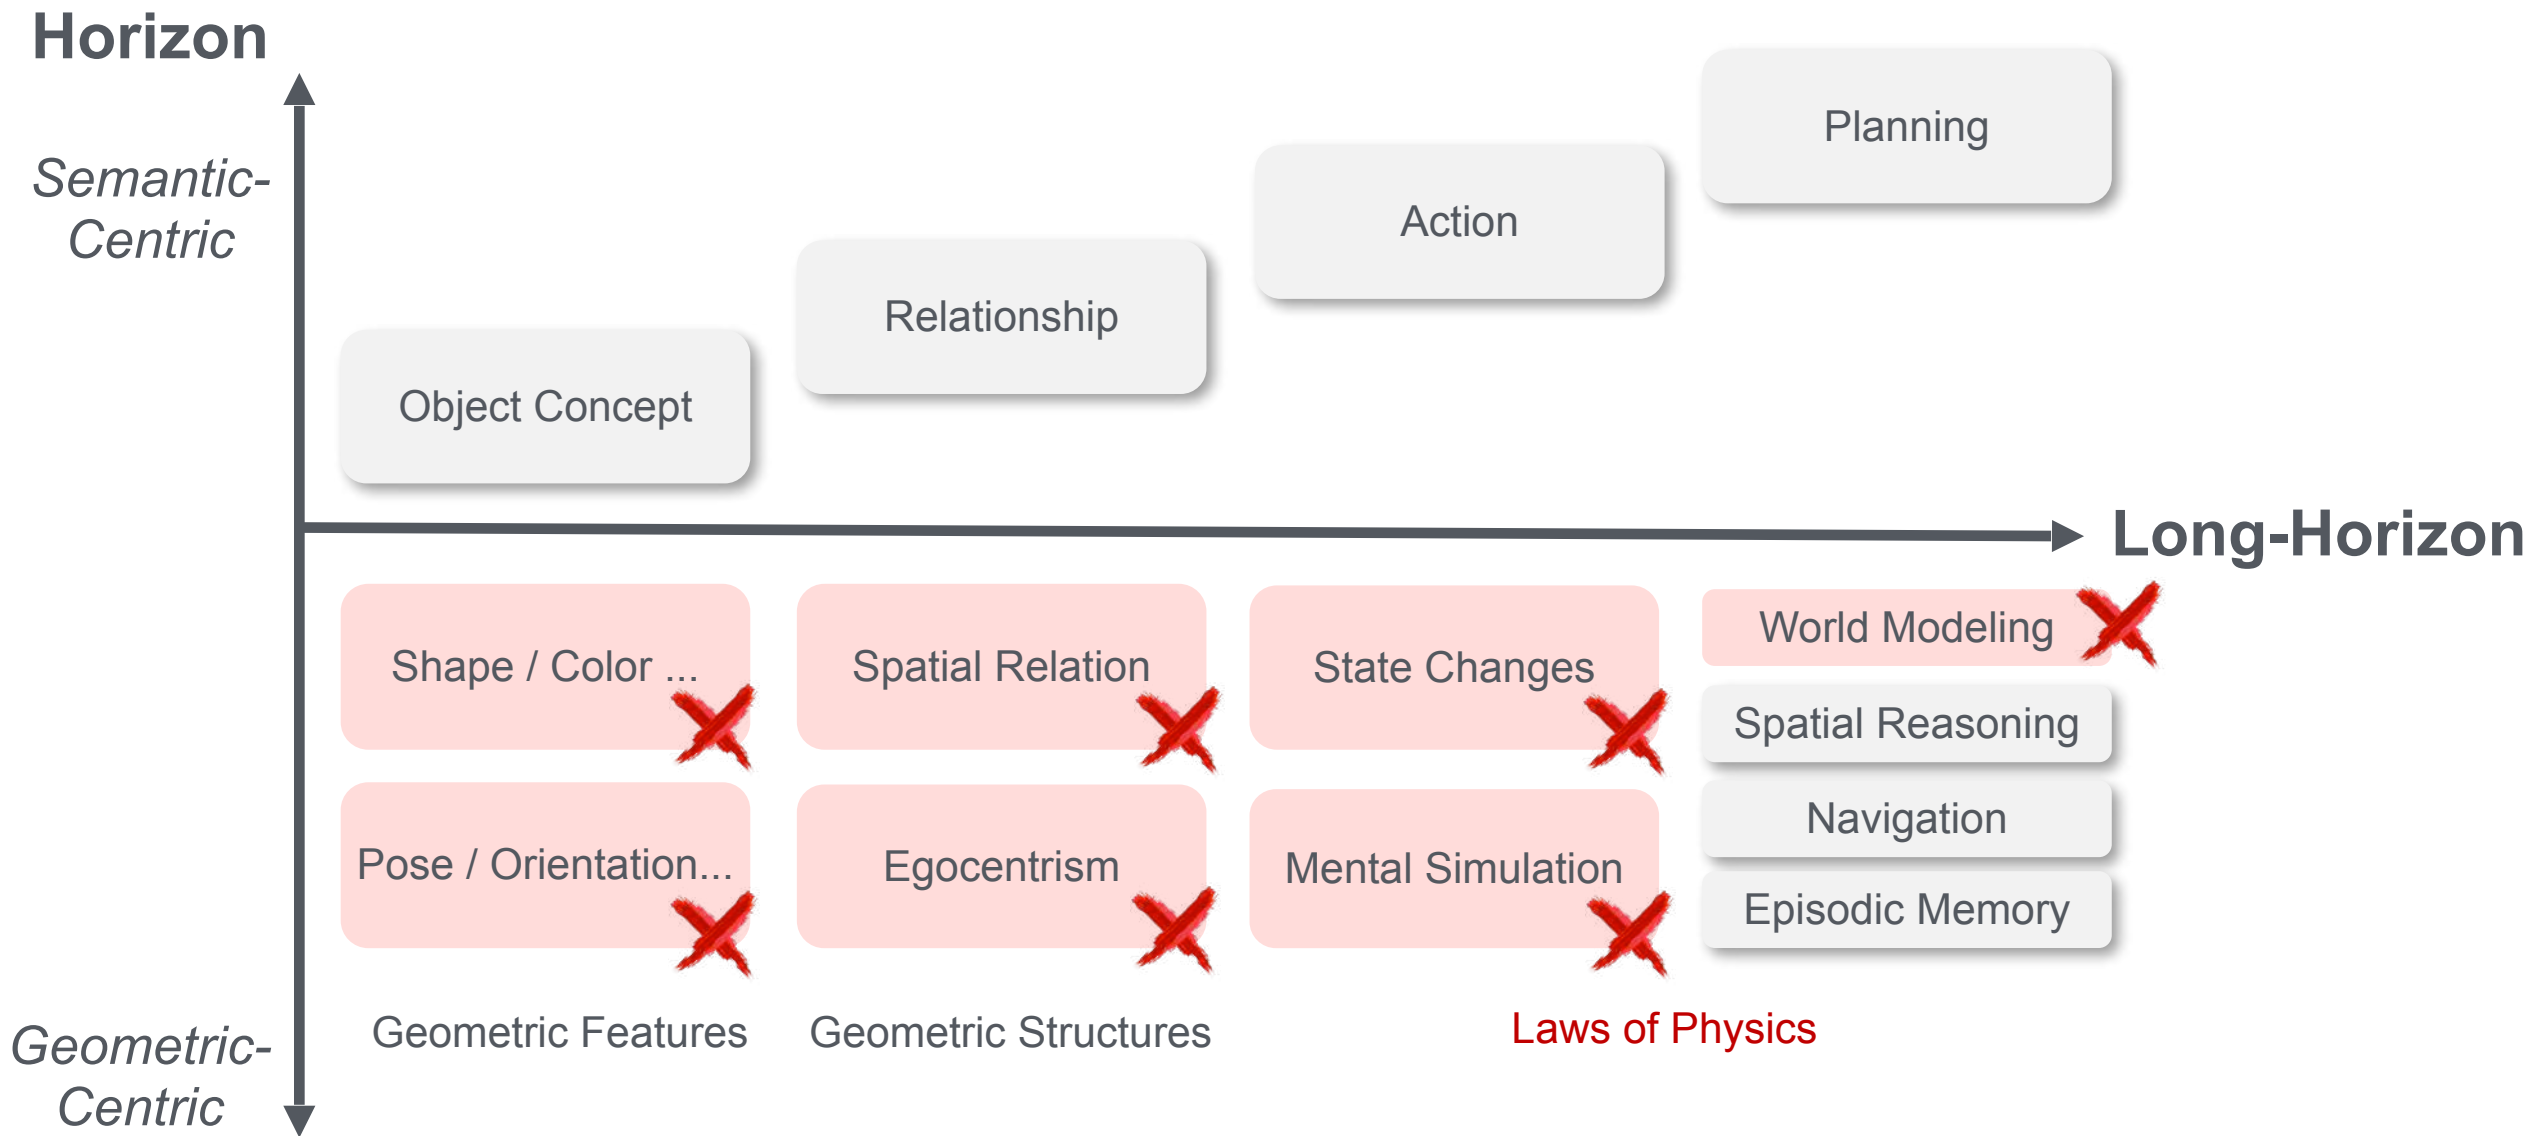 Horizon
Semantic-
Centric
Planning
Action
Relationship
Object Concept
Long-Horizon
Shape / Color ...
Spatial Relation
State Changes
World Modeling
Spatial Reasoning
Navigation
Pose / Orientation...
Egocentrism
Mental Simulation
Episodic Memory
Geometric Features
Geometric Structures
Laws of Physics
Geometric-
Centric